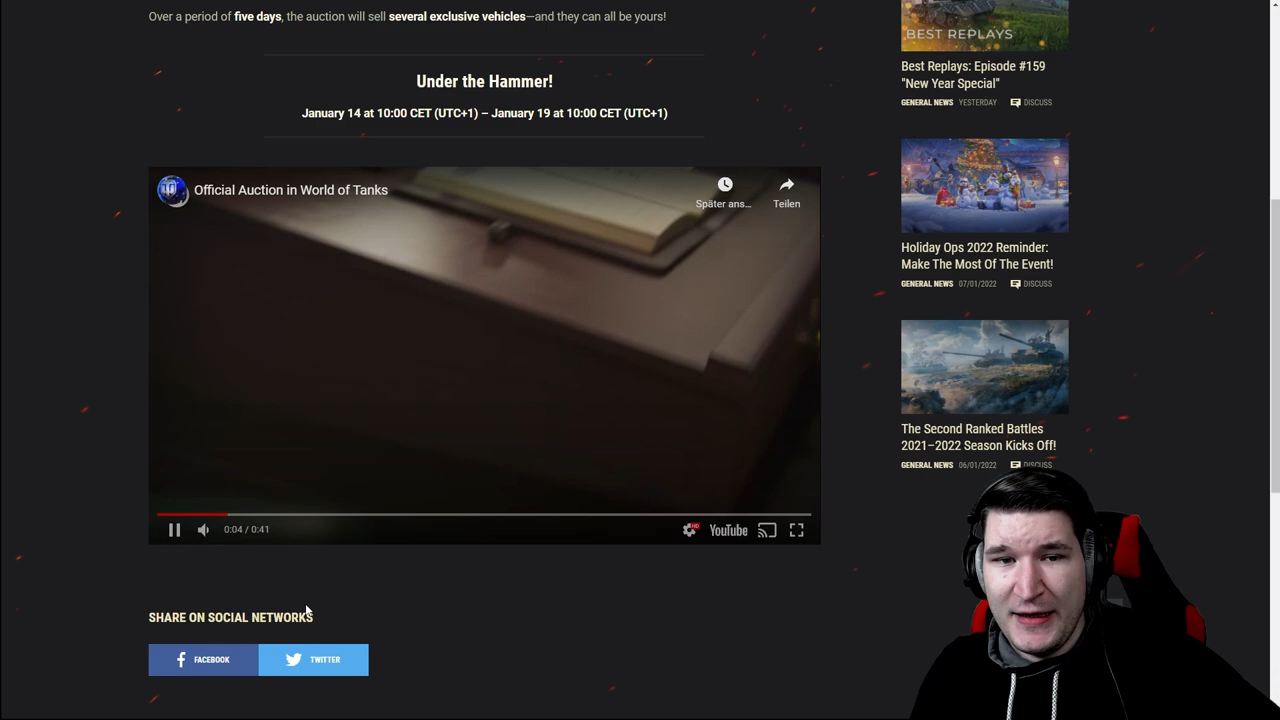 Over a period of five days, the auction will sell several exclusive vehicles—and they can all be yours!
Under the Hammer!
January 14 at 10:00 CET (UTC+1) – January 19 at 10:00 CET (UTC+1)
Official Auction in World of Tanks
Später ans...
Teilen
0:04 / 0:41
HD
YouTube
SHARE ON SOCIAL NETWORKS
FACEBOOK
TWITTER
BEST REPLAYS
Best Replays: Episode #159
"New Year Special"
GENERAL NEWS YESTERDAY DISCUSS
Holiday Ops 2022 Reminder:
Make The Most Of The Event!
GENERAL NEWS 07/01/2022 DISCUSS
The Second Ranked Battles
2021–2022 Season Kicks Off!
GENERAL NEWS 06/01/2022 DISCUSS